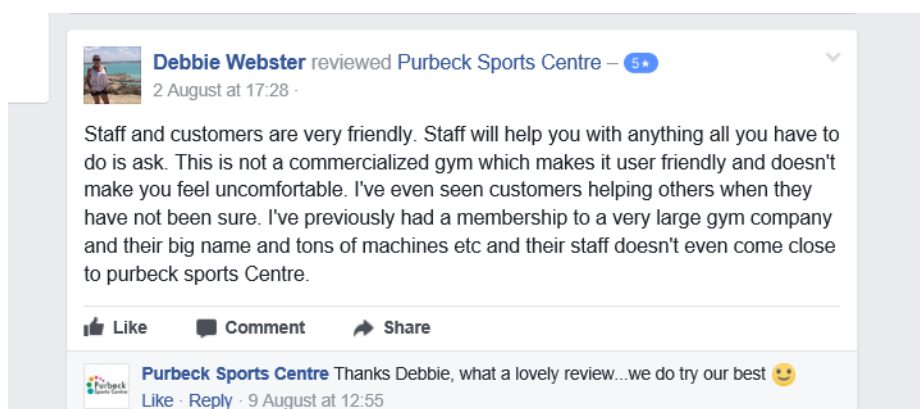 Debbie Webster reviewed Purbeck Sports Centre – 5★
2 August at 17:28 ·
Staff and customers are very friendly. Staff will help you with anything all you have to
do is ask. This is not a commercialized gym which makes it user friendly and doesn't
make you feel uncomfortable. I've even seen customers helping others when they
have not been sure. I've previously had a membership to a very large gym company
and their big name and tons of machines etc and their staff doesn't even come close
to purbeck sports Centre.
Like Comment Share
Purbeck Sports Centre
Purbeck Sports Centre Thanks Debbie, what a lovely review...we do try our best
Like · Reply · 9 August at 12:55